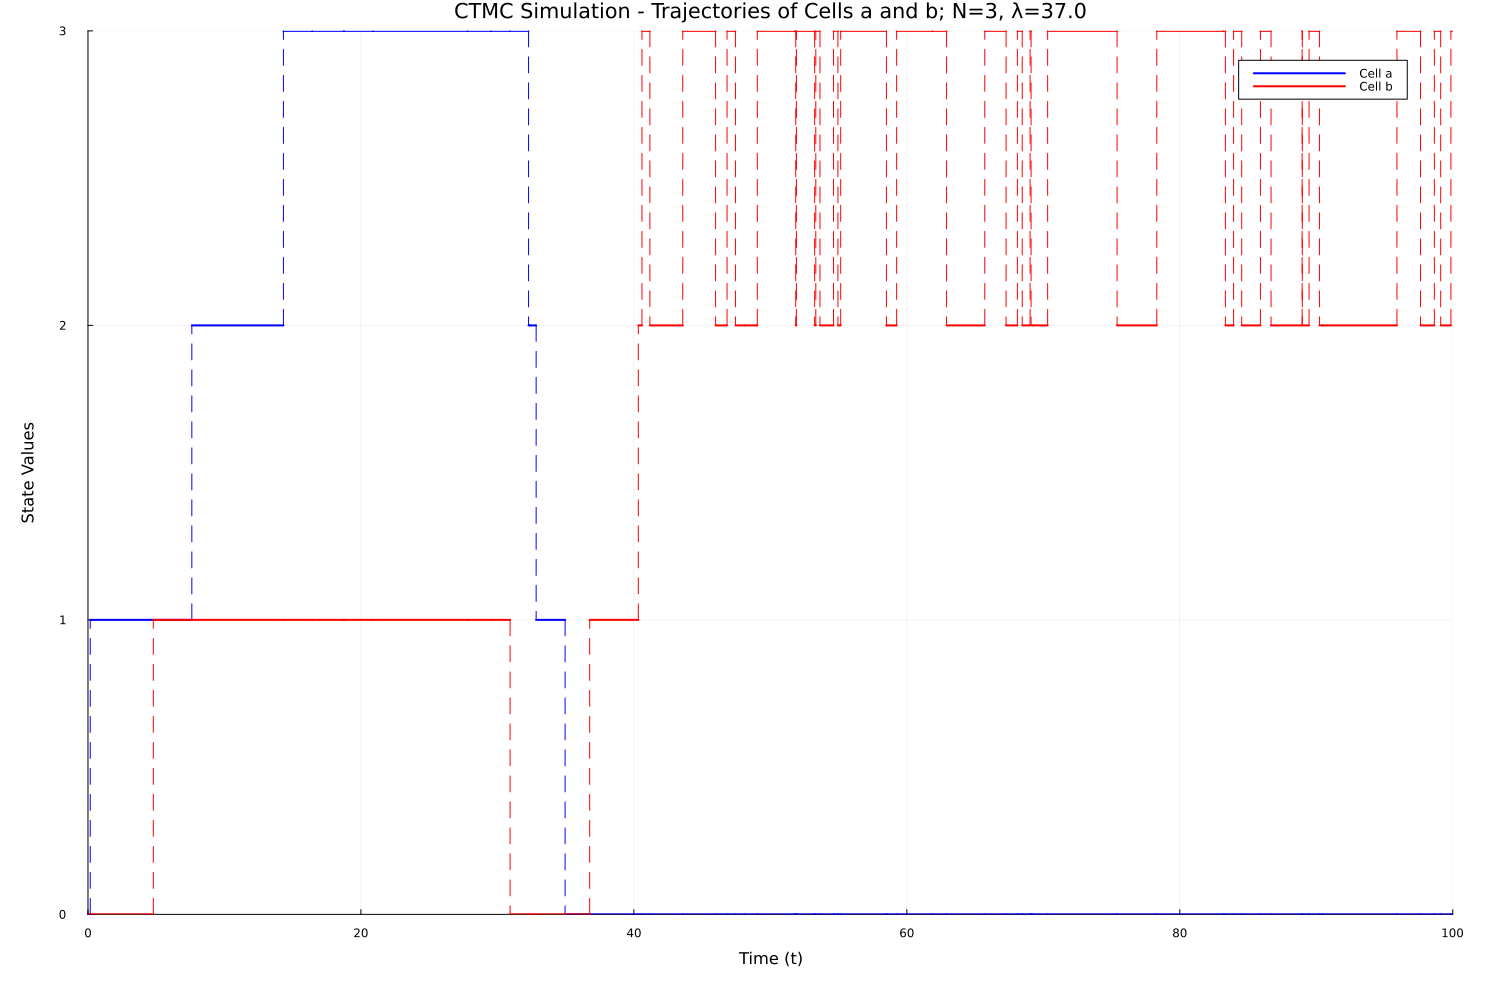 CTMC Simulation - Trajectories of Cells a and b; N=3, λ=37.0
3
Cell a
Cell b
2
State Values
1
0
0 20 40 60 80 100
Time (t)